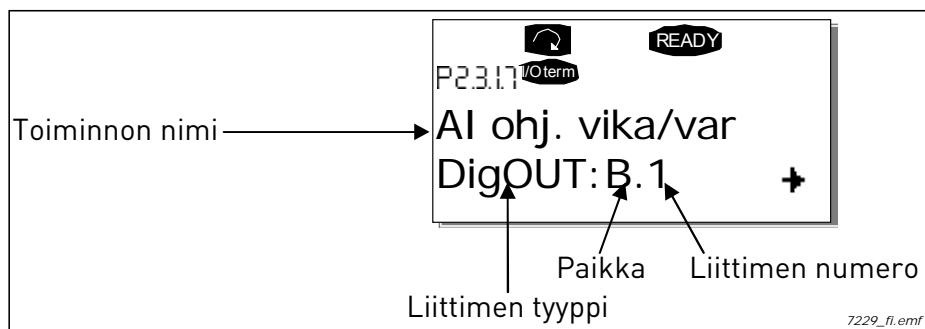 READY
P2.3.1.7 I/O term
Toiminnon nimi
AI ohj. vika/var
DigOUT:B.1
Paikka
Liittimen numero
Liittimen tyyppi
7229_fi.emf